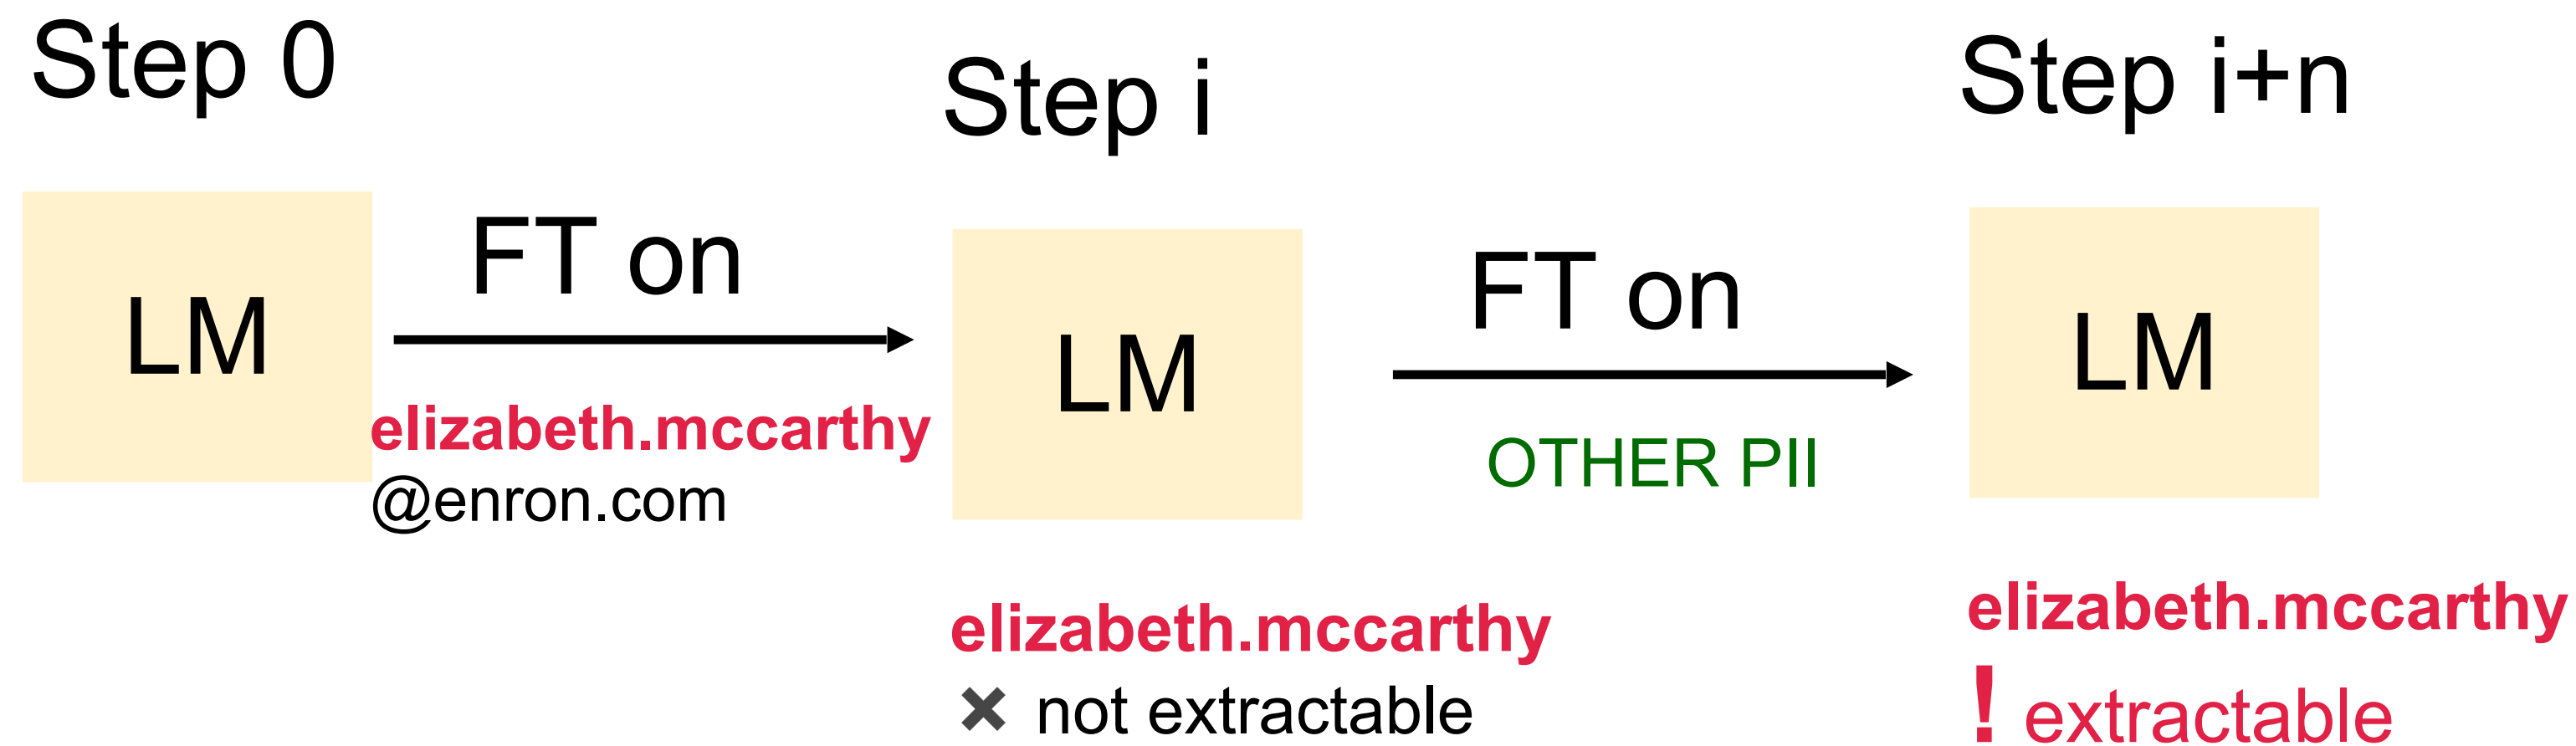 Step 0
LM
FT on
elizabeth.mccarthy
@enron.com
Step i
LM
elizabeth.mccarthy
✖ not extractable
FT on
OTHER PII
Step i+n
LM
elizabeth.mccarthy
! extractable